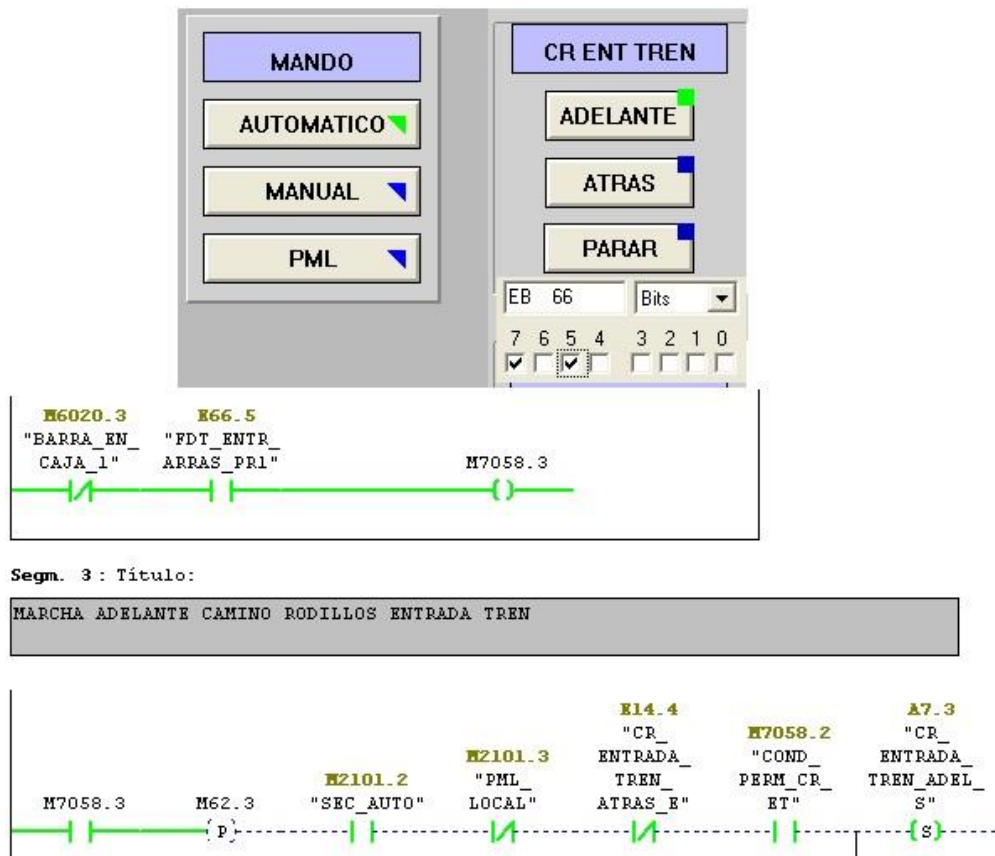 MANDO
AUTOMATICO
MANUAL
PML
CR ENT TREN
ADELANTE
ATRAS
PARAR
EB 66 Bits
7 6 5 4 3 2 1 0
M6020.3 E66.5
"BARRA_EN_ "FDT_ENTR_
CAJA_1" ARRAS_PR1" M7058.3
Segm. 3 : Título:
MARCHA ADELANTE CAMINO RODILLOS ENTRADA TREN
E14.4 A7.3
"CR_ M7058.2 "CR_
M2101.3 ENTRADA_ "COND_ ENTRADA_
M2101.2 "PML_ TREN_ PERM_CR_ TREN_ADEL_
M7058.3 M62.3 "SEC_AUTO" LOCAL" ATRAS_E" ET" S"
P S